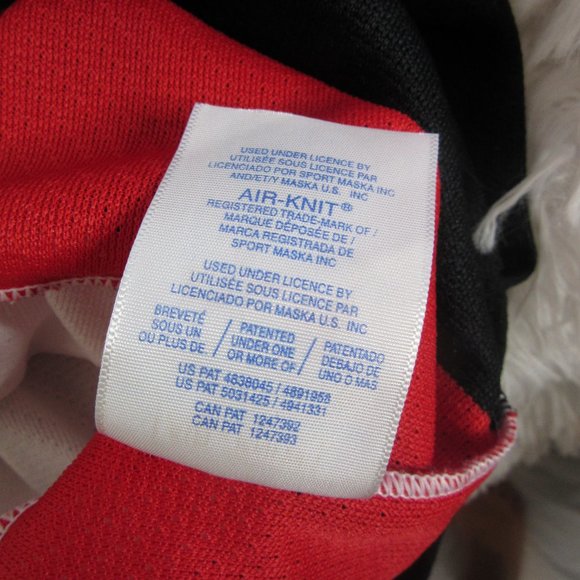 USED UNDER LICENCE BY
UTILISÉE SOUS LICENCE PAR
LICENCIADO POR SPORT MASKA INC
AND/ET/Y MASKA U.S. INC
AIR-KNIT®
REGISTERED TRADE-MARK OF /
MARQUE DÉPOSÉE DE /
MARCA REGISTRADA DE
SPORT MASKA INC
USED UNDER LICENCE BY
UTILISÉE SOUS LICENCE PAR
LICENCIADO POR MASKA U.S. INC
BREVETÉ / PATENTED / PATENTADO
SOUS UN / UNDER ONE / DEBAJO DE
OU PLUS DE. / OR MORE OF / UNO O MAS
US PAT 4838045 / 4891958
US PAT 5031425 / 4941331
CAN PAT 1247392
CAN PAT 1247393